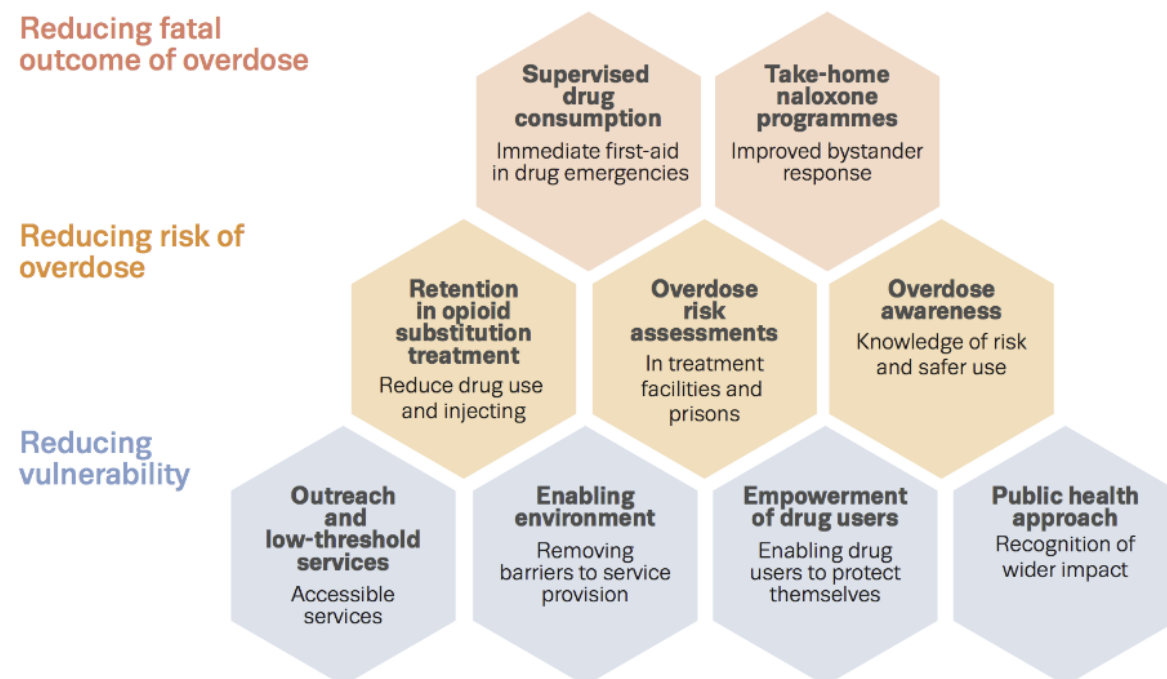 Reducing fatal
outcome of overdose
Supervised
drug
consumption
Immediate first-aid
in drug emergencies
Take-home
naloxone
programmes
Improved bystander
response
Reducing risk of
overdose
Retention
in opioid
substitution
treatment
Reduce drug use
and injecting
Overdose
risk
assessments
In treatment
facilities and
prisons
Overdose
awareness
Knowledge of risk
and safer use
Reducing
vulnerability
Outreach
and
low-threshold
services
Accessible
services
Enabling
environment
Removing
barriers to service
provision
Empowerment
of drug users
Enabling drug
users to protect
themselves
Public health
approach
Recognition of
wider impact